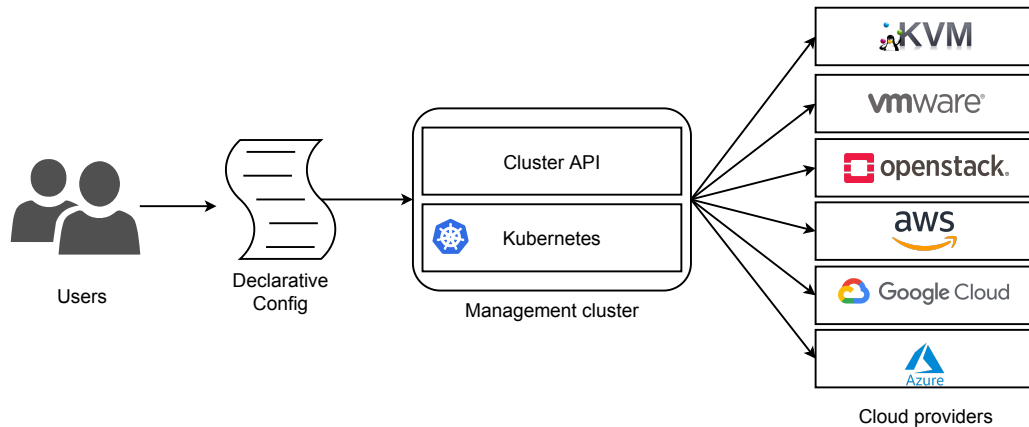 Users
Declarative
Config
Cluster API
Kubernetes
Management cluster
KVM
vmware®
openstack.
aws
Google Cloud
Azure
Cloud providers